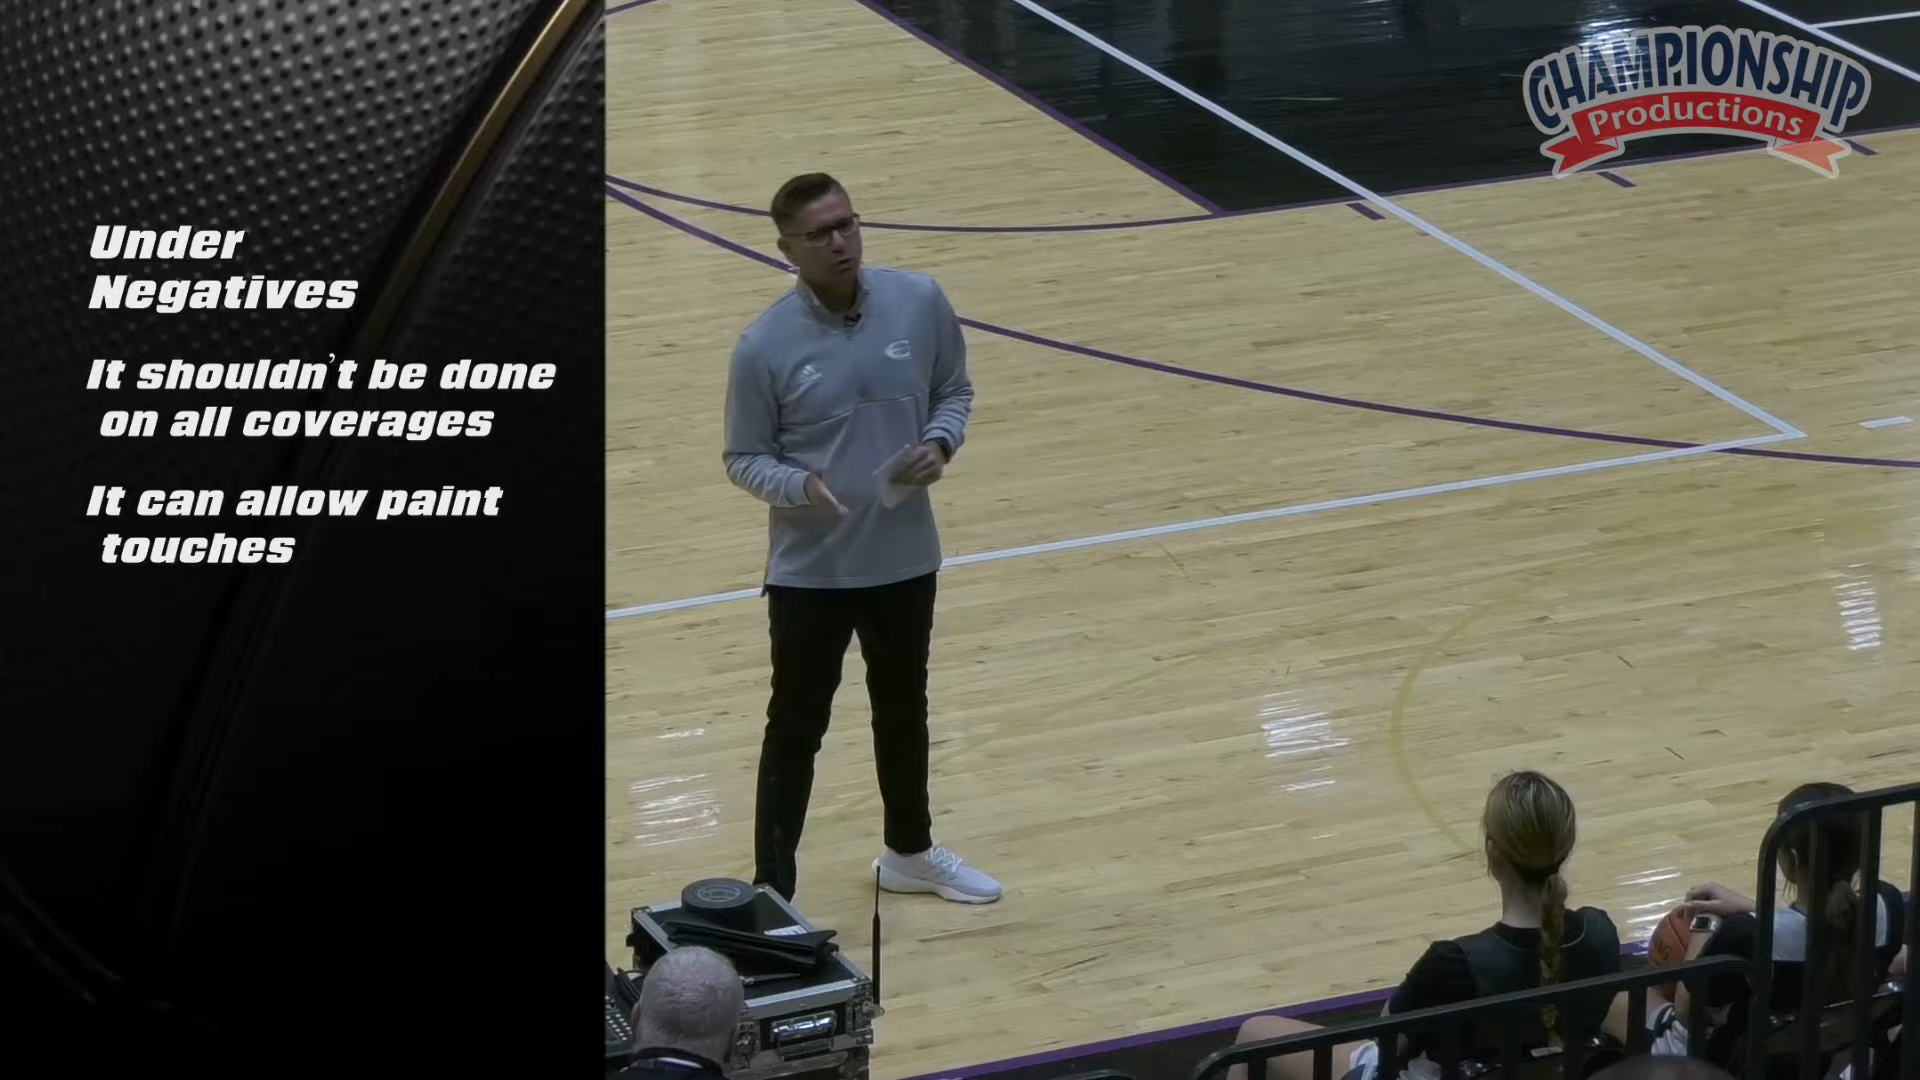 CHAMPIONSHIP
Productions
Under
Negatives
It shouldn't be done
on all coverages
It can allow paint
touches